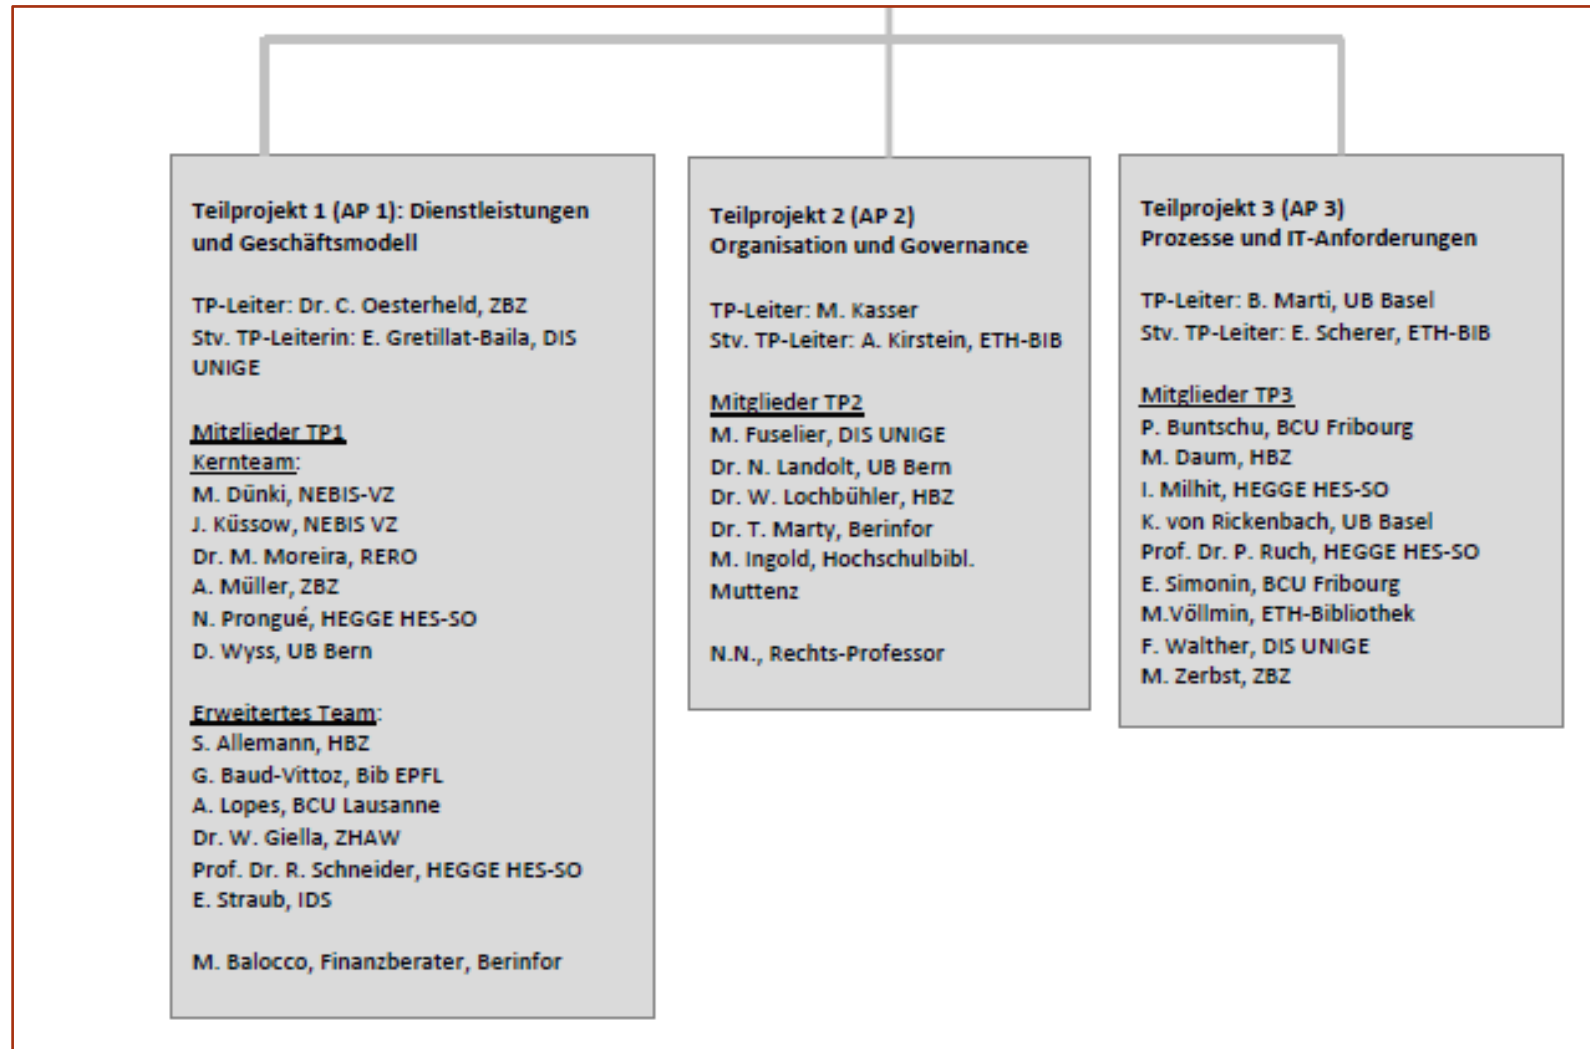 Teilprojekt 1 (AP 1): Dienstleistungen
und Geschäftsmodell
TP-Leiter: Dr. C. Oesterheld, ZBZ
Stv. TP-Leiterin: E. Gretillat-Baila, DIS
UNIGE
Mitglieder TP1
Kernteam:
M. Dünki, NEBIS-VZ
J. Küssow, NEBIS VZ
Dr. M. Moreira, RERO
A. Müller, ZBZ
N. Prongué, HEGGE HES-SO
D. Wyss, UB Bern
Erweitertes Team:
S. Allemann, HBZ
G. Baud-Vittoz, Bib EPFL
A. Lopes, BCU Lausanne
Dr. W. Giella, ZHAW
Prof. Dr. R. Schneider, HEGGE HES-SO
E. Straub, IDS
M. Balocco, Finanzberater, Berinfor
Teilprojekt 2 (AP 2)
Organisation und Governance
TP-Leiter: M. Kasser
Stv. TP-Leiter: A. Kirstein, ETH-BIB
Mitglieder TP2
M. Fuselier, DIS UNIGE
Dr. N. Landolt, UB Bern
Dr. W. Lochbühler, HBZ
Dr. T. Marty, Berinfor
M. Ingold, Hochschulbibl.
Muttenz
N.N., Rechts-Professor
Teilprojekt 3 (AP 3)
Prozesse und IT-Anforderungen
TP-Leiter: B. Marti, UB Basel
Stv. TP-Leiter: E. Scherer, ETH-BIB
Mitglieder TP3
P. Buntschu, BCU Fribourg
M. Daum, HBZ
I. Milhit, HEGGE HES-SO
K. von Rickenbach, UB Basel
Prof. Dr. P. Ruch, HEGGE HES-SO
E. Simonin, BCU Fribourg
M.Völlmin, ETH-Bibliothek
F. Walther, DIS UNIGE
M. Zerbst, ZBZ